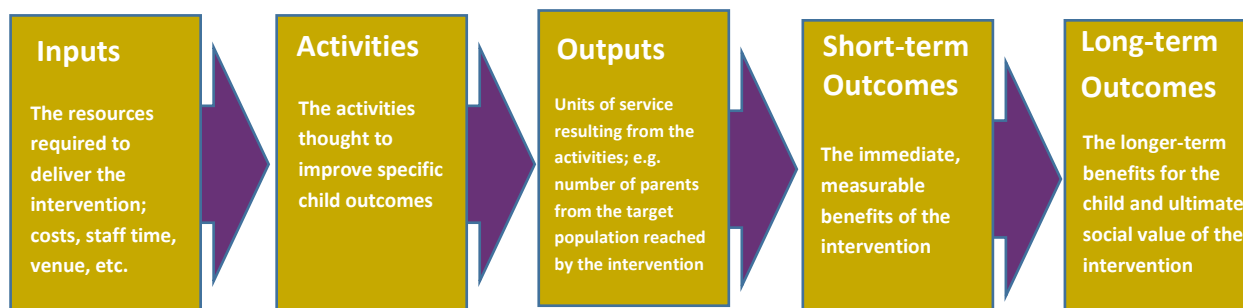 Inputs
The resources
required to
deliver the
intervention;
costs, staff time,
venue, etc.
Activities
The activities
thought to
improve specific
child outcomes
Outputs
Units of service
resulting from the
activities; e.g.
number of parents
from the target
population reached
by the intervention
Short-term
Outcomes
The immediate,
measurable
benefits of the
intervention
Long-term
Outcomes
The longer-term
benefits for the
child and ultimate
social value of the
intervention